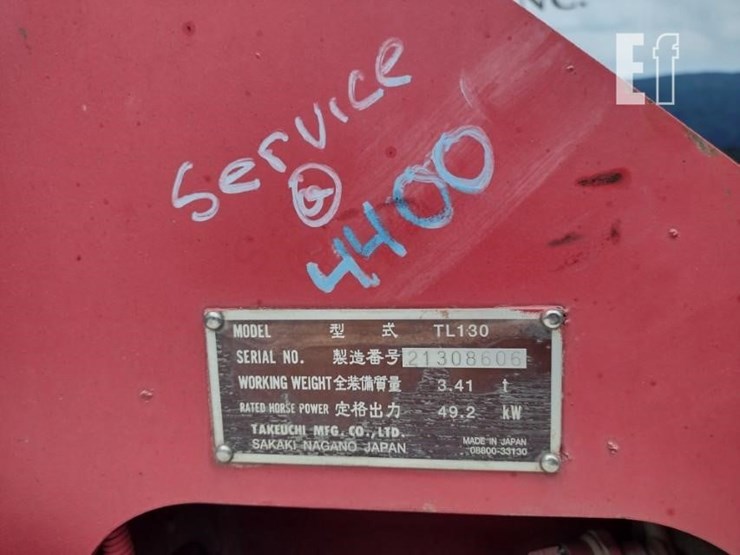 NC.
Ef
Service
@
4400
MODEL 型式 TL130
SERIAL NO. 製造番号 21308606
WORKING WEIGHT 全装備質量 3.41 t
RATED HORSE POWER 定格出力 49.2 kW
TAKEUCHI MFG. CO., LTD.
SAKAKI NAGANO JAPAN
MADE IN JAPAN
08800-33130